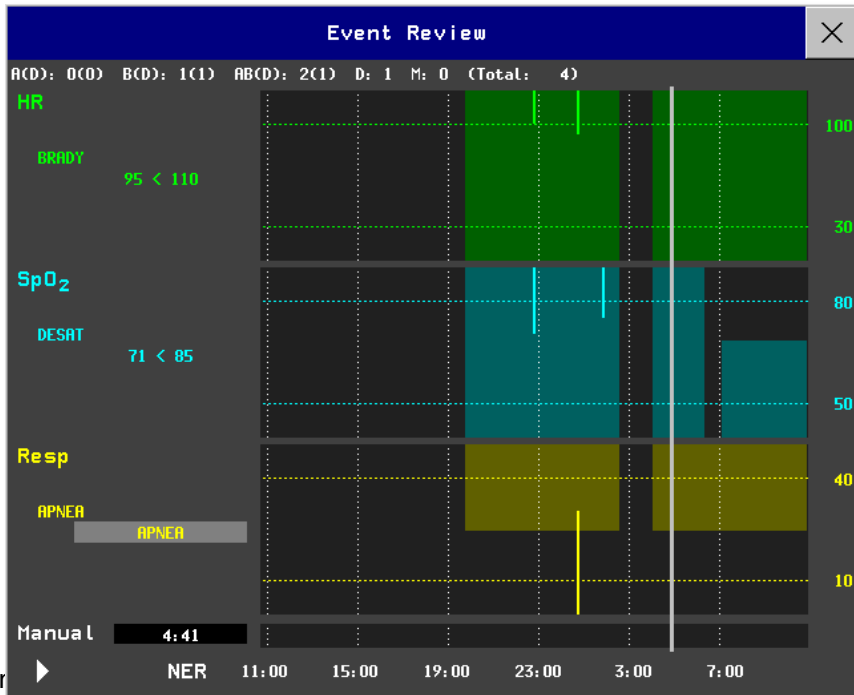 Event Review
A(D): 0(0) B(D): 1(1) AB(D): 2(1) D: 1 M: 0 (Total: 4)
HR
100
BRADY
95 < 110
30
SpO2
80
DESAT
71 < 85
50
Resp
40
APNEA
APNEA
10
Manual 4:41
NER 11:00 15:00 19:00 23:00 3:00 7:00